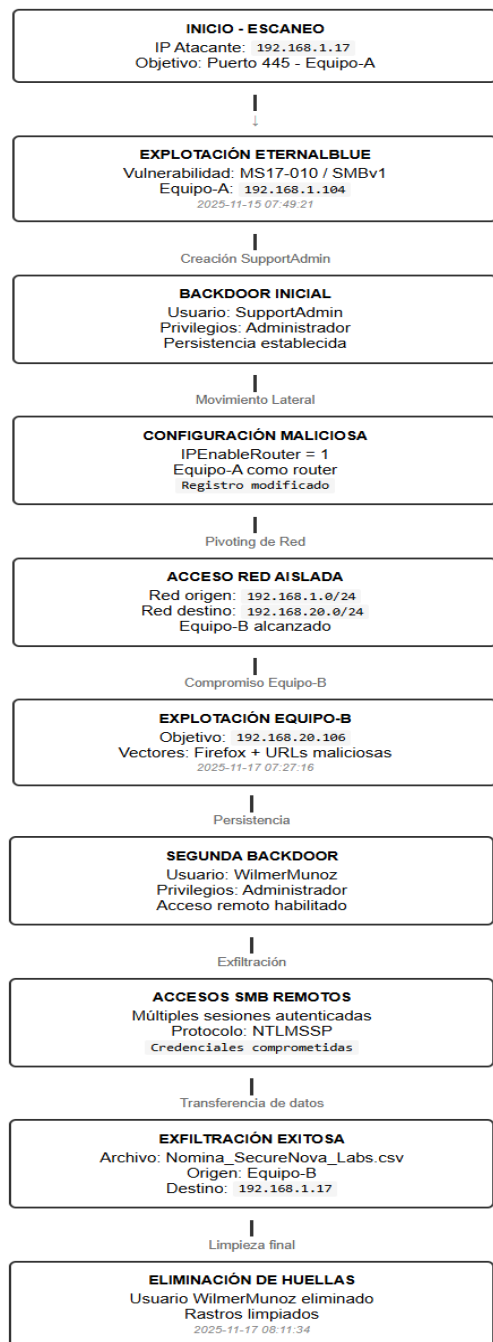 INICIO - ESCANEO
IP Atacante: 192.168.1.17
Objetivo: Puerto 445 - Equipo-A
↓
EXPLOTACIÓN ETERNALBLUE
Vulnerabilidad: MS17-010 / SMBv1
Equipo-A: 192.168.1.104
2025-11-15 07:49:21
Creación SupportAdmin
BACKDOOR INICIAL
Usuario: SupportAdmin
Privilegios: Administrador
Persistencia establecida
Movimiento Lateral
CONFIGURACIÓN MALICIOSA
IPEnableRouter = 1
Equipo-A como router
Registro modificado
Pivoting de Red
ACCESO RED AISLADA
Red origen: 192.168.1.0/24
Red destino: 192.168.20.0/24
Equipo-B alcanzado
Compromiso Equipo-B
EXPLOTACIÓN EQUIPO-B
Objetivo: 192.168.20.106
Vectores: Firefox + URLs maliciosas
2025-11-17 07:27:16
Persistencia
SEGUNDA BACKDOOR
Usuario: WilmerMunoz
Privilegios: Administrador
Acceso remoto habilitado
Exfiltración
ACCESOS SMB REMOTOS
Múltiples sesiones autenticadas
Protocolo: NTLMSSP
Credenciales comprometidas
Transferencia de datos
EXFILTRACIÓN EXITOSA
Archivo: Nomina_SecureNova_Labs.csv
Origen: Equipo-B
Destino: 192.168.1.17
Limpieza final
ELIMINACIÓN DE HUELLAS
Usuario WilmerMunoz eliminado
Rastros limpiados
2025-11-17 08:11:34